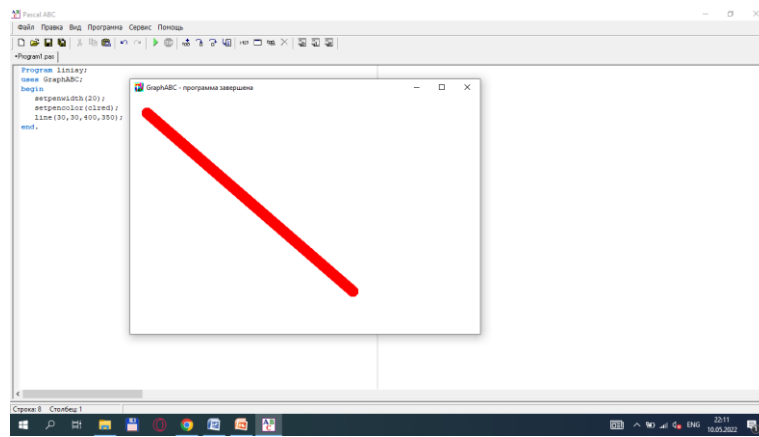 Pascal ABC
Файл Правка Вид Программа Сервис Помощь
•Program1.pas
Program liniay;
uses GraphABC;
begin
setpenwidth(20);
setpencolor(clred);
line(30,30,400,350);
end.
GraphABC - программа завершена
Строка: 8 Столбец: 1
ENG
22:11
10.05.2022